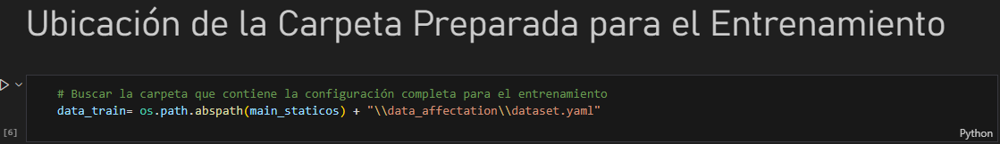 Ubicación de la Carpeta Preparada para el Entrenamiento
# Buscar la carpeta que contiene la configuración completa para el entrenamiento
data_train= os.path.abspath(main_staticos) + "\\data_affectation\\dataset.yaml"
[6]
Python